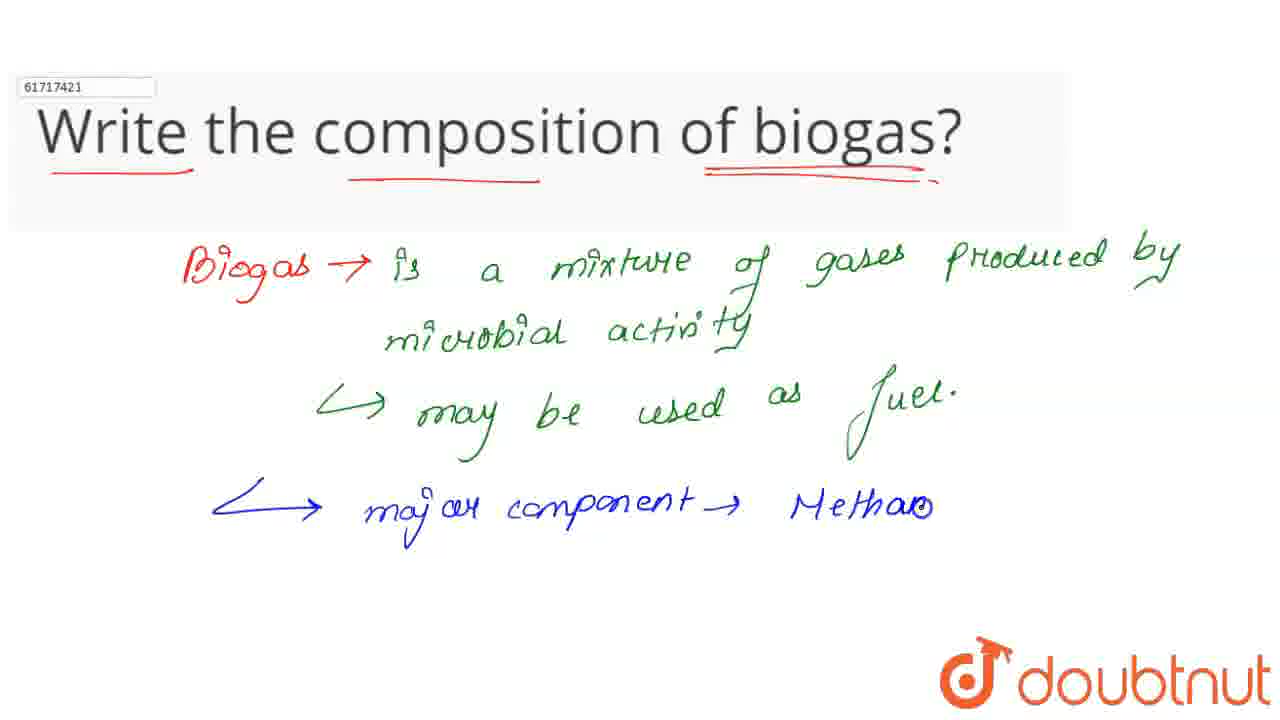 61717421
Write the composition of biogas?
Biogas → is a mixture of gases produced by
microbial activity
↳ may be used as fuel.
↳ major component → Methan
doubtnut